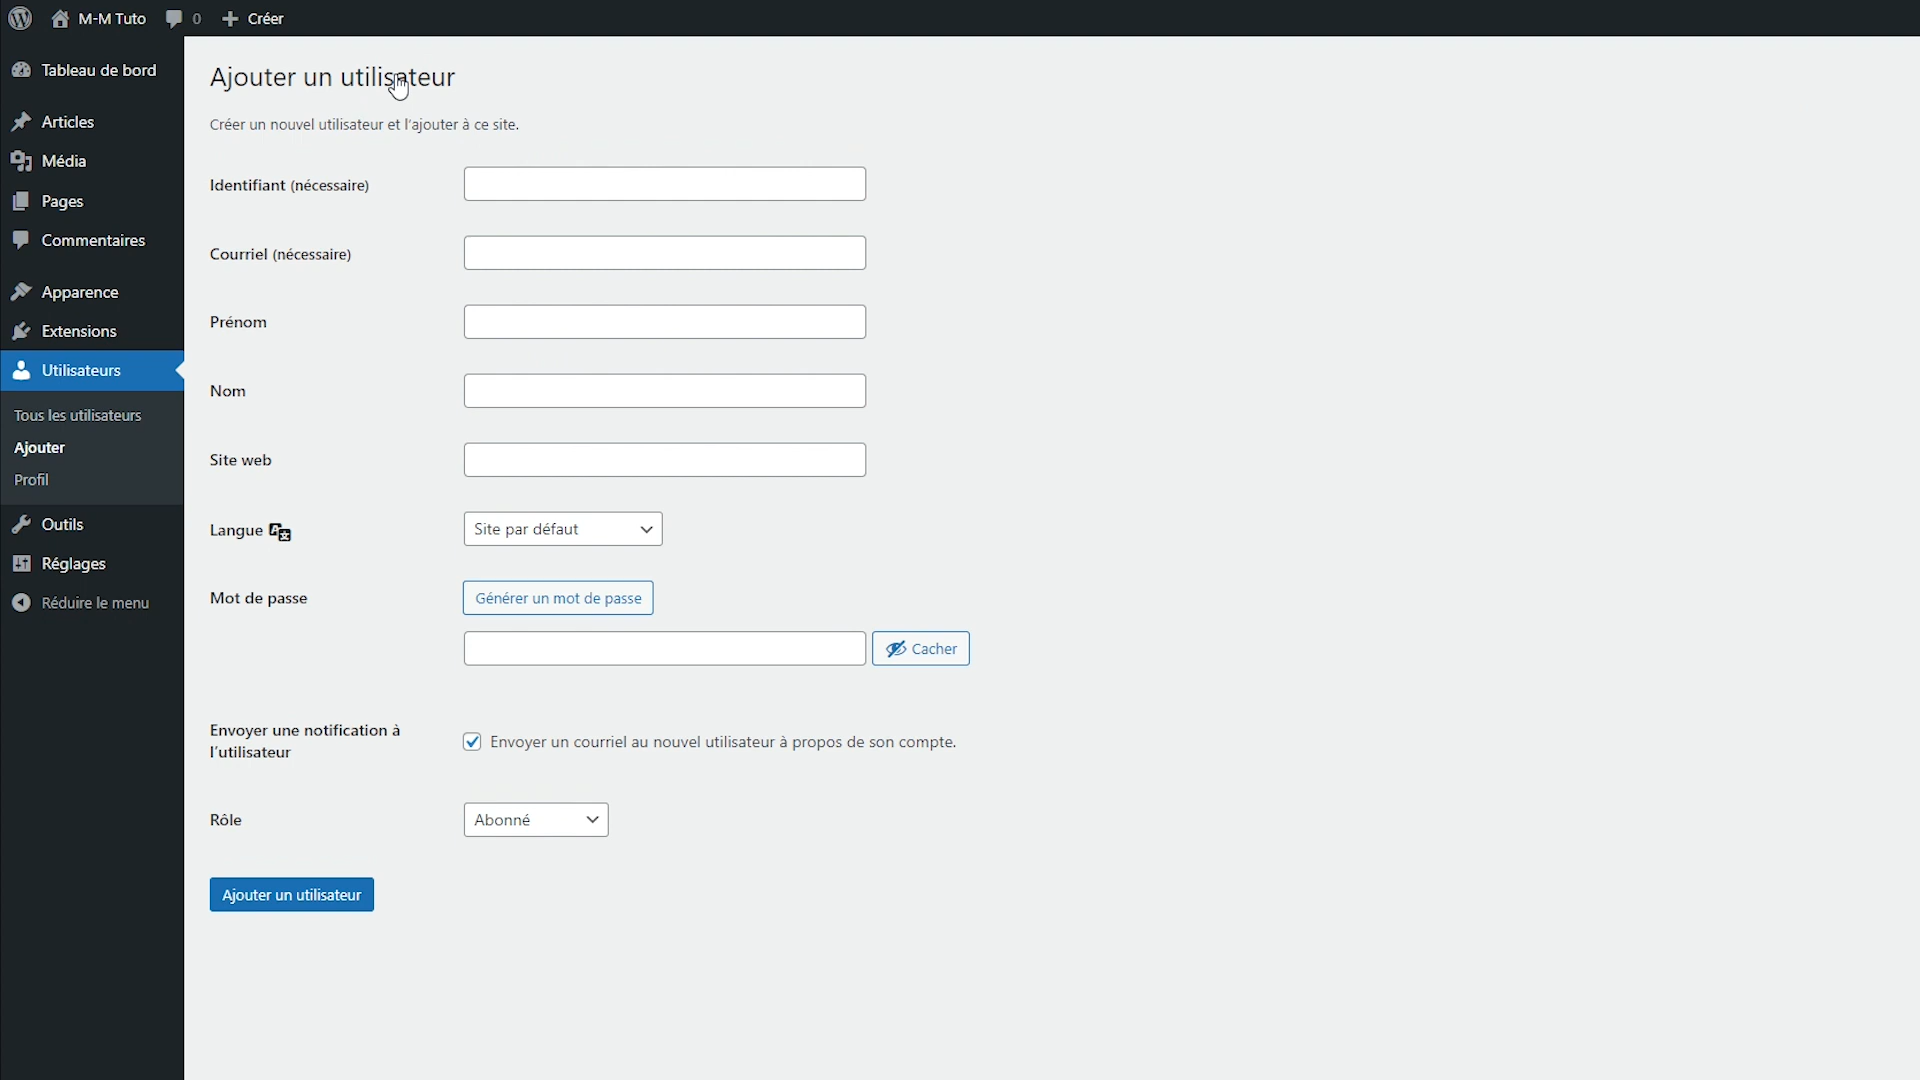 M-M Tuto 0 Créer
Tableau de bord
Articles
Média
Pages
Commentaires
Apparence
Extensions
Utilisateurs
Tous les utilisateurs
Ajouter
Profil
Outils
Réglages
Réduire le menu
Ajouter un utilisateur
Créer un nouvel utilisateur et l'ajouter à ce site.
Identifiant (nécessaire)
Courriel (nécessaire)
Prénom
Nom
Site web
Langue
Site par défaut
Mot de passe
Générer un mot de passe
Cacher
Envoyer une notification à
l'utilisateur
Envoyer un courriel au nouvel utilisateur à propos de son compte.
Rôle
Abonné
Ajouter un utilisateur